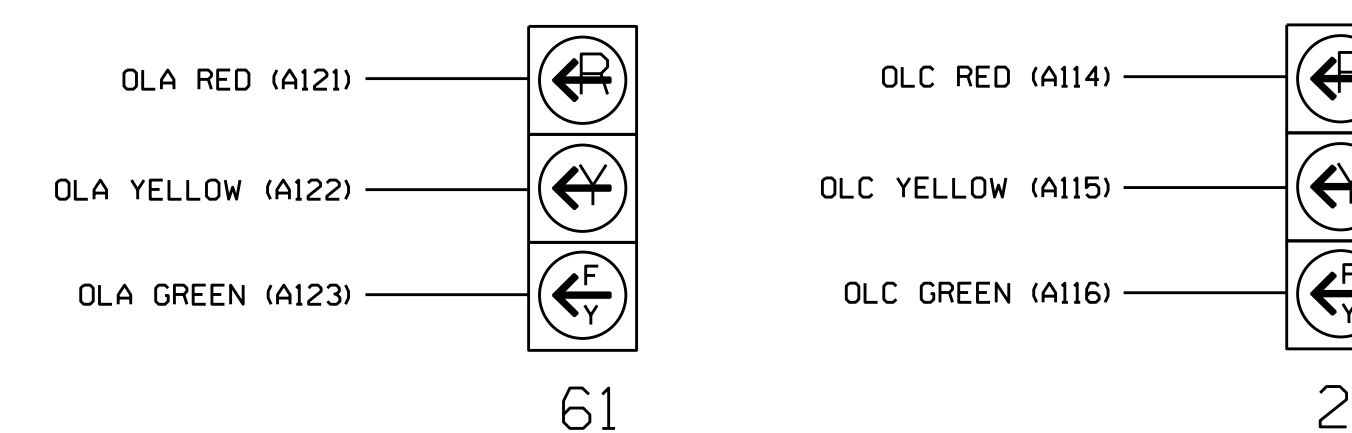 OLA RED (A121)
R
OLA YELLOW (A122)
Y
OLA GREEN (A123)
F
Y
61
OLC RED (A114)
OLC YELLOW (A115)
OLC GREEN (A116)
2